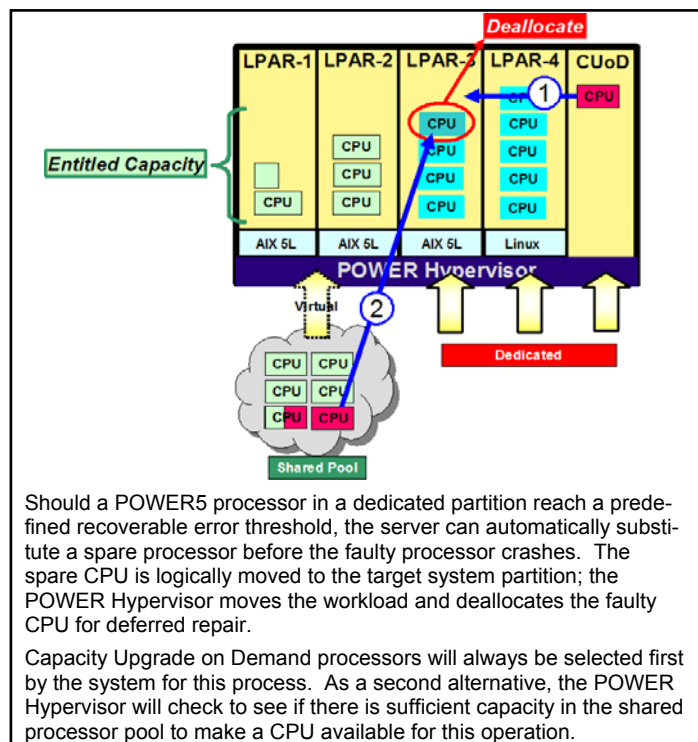 Deallocate
LPAR-1 LPAR-2 LPAR-3 LPAR-4 CUoD
CPU 1 CPU
CPU CPU
CPU CPU CPU
Entitled Capacity CPU CPU CPU
CPU CPU CPU CPU
AIX 5L AIX 5L AIX 5L Linux
POWER Hypervisor
Virtual
2
CPU CPU
CPU CPU
CPU CPU
Dedicated
Shared Pool
Should a POWER5 processor in a dedicated partition reach a prede-
fined recoverable error threshold, the server can automatically substi-
tute a spare processor before the faulty processor crashes. The
spare CPU is logically moved to the target system partition; the
POWER Hypervisor moves the workload and deallocates the faulty
CPU for deferred repair.
Capacity Upgrade on Demand processors will always be selected first
by the system for this process. As a second alternative, the POWER
Hypervisor will check to see if there is sufficient capacity in the shared
processor pool to make a CPU available for this operation.